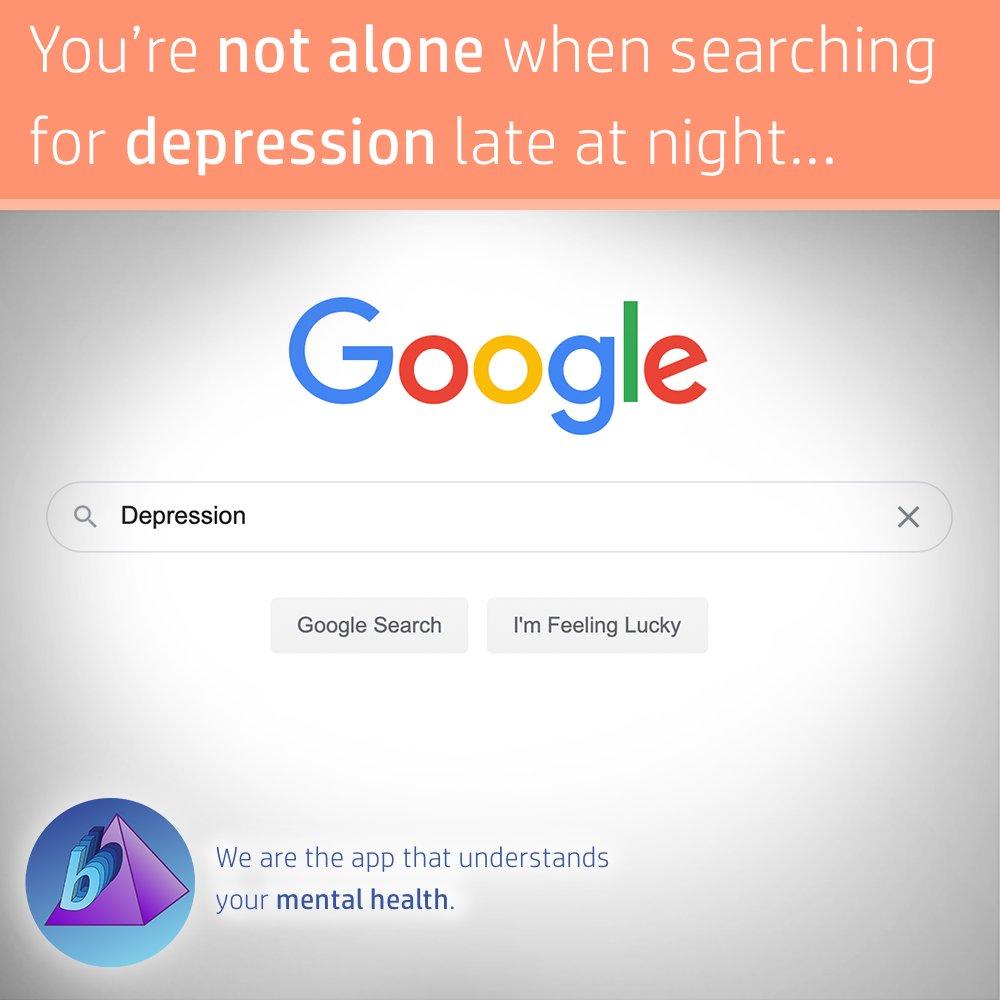 You’re not alone when searching
for depression late at night...
Google
Depression
Google Search I'm Feeling Lucky
b
We are the app that understands
your mental health.